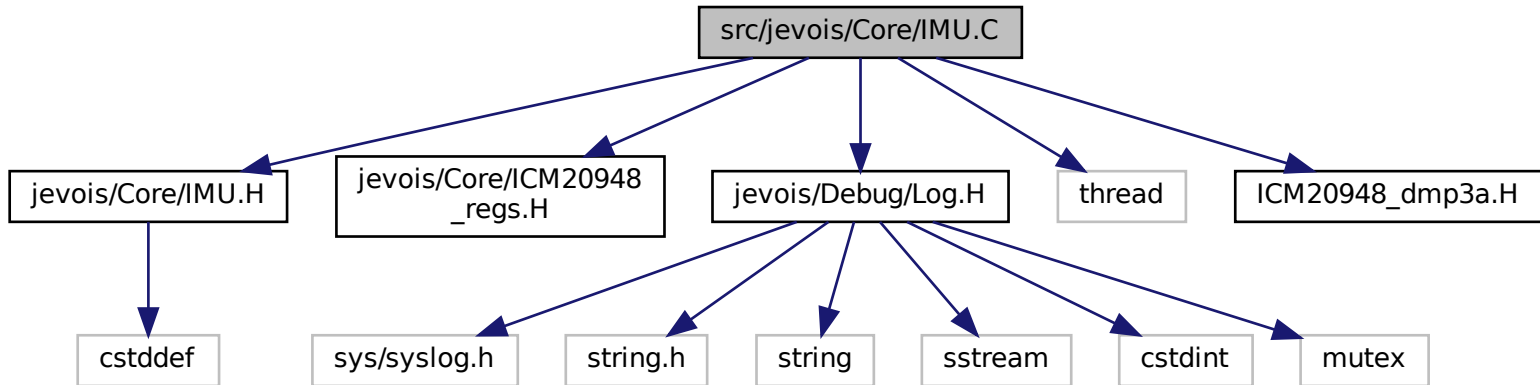 src/jevois/Core/IMU.C
jevois/Core/IMU.H
jevois/Core/ICM20948
_regs.H
jevois/Debug/Log.H
thread
ICM20948_dmp3a.H
cstddef
sys/syslog.h
string.h
string
sstream
cstdint
mutex